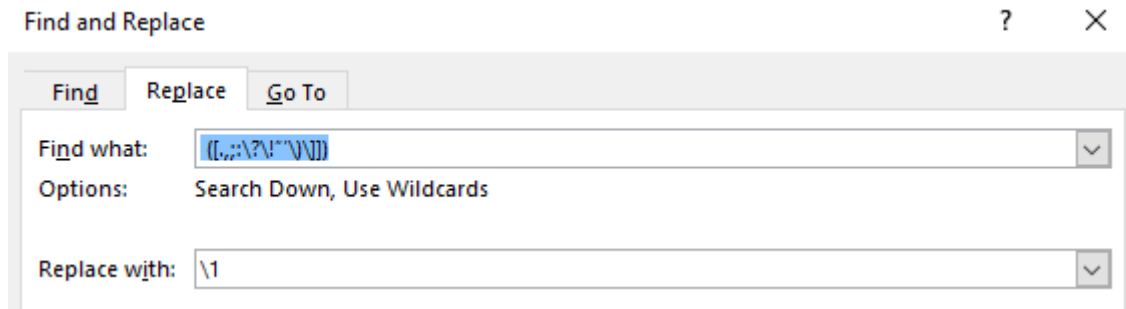 Find and Replace ? ×
Find Replace Go To
Find what: ([.,;:\?\!”’\)\]])
Options: Search Down, Use Wildcards
Replace with: \1